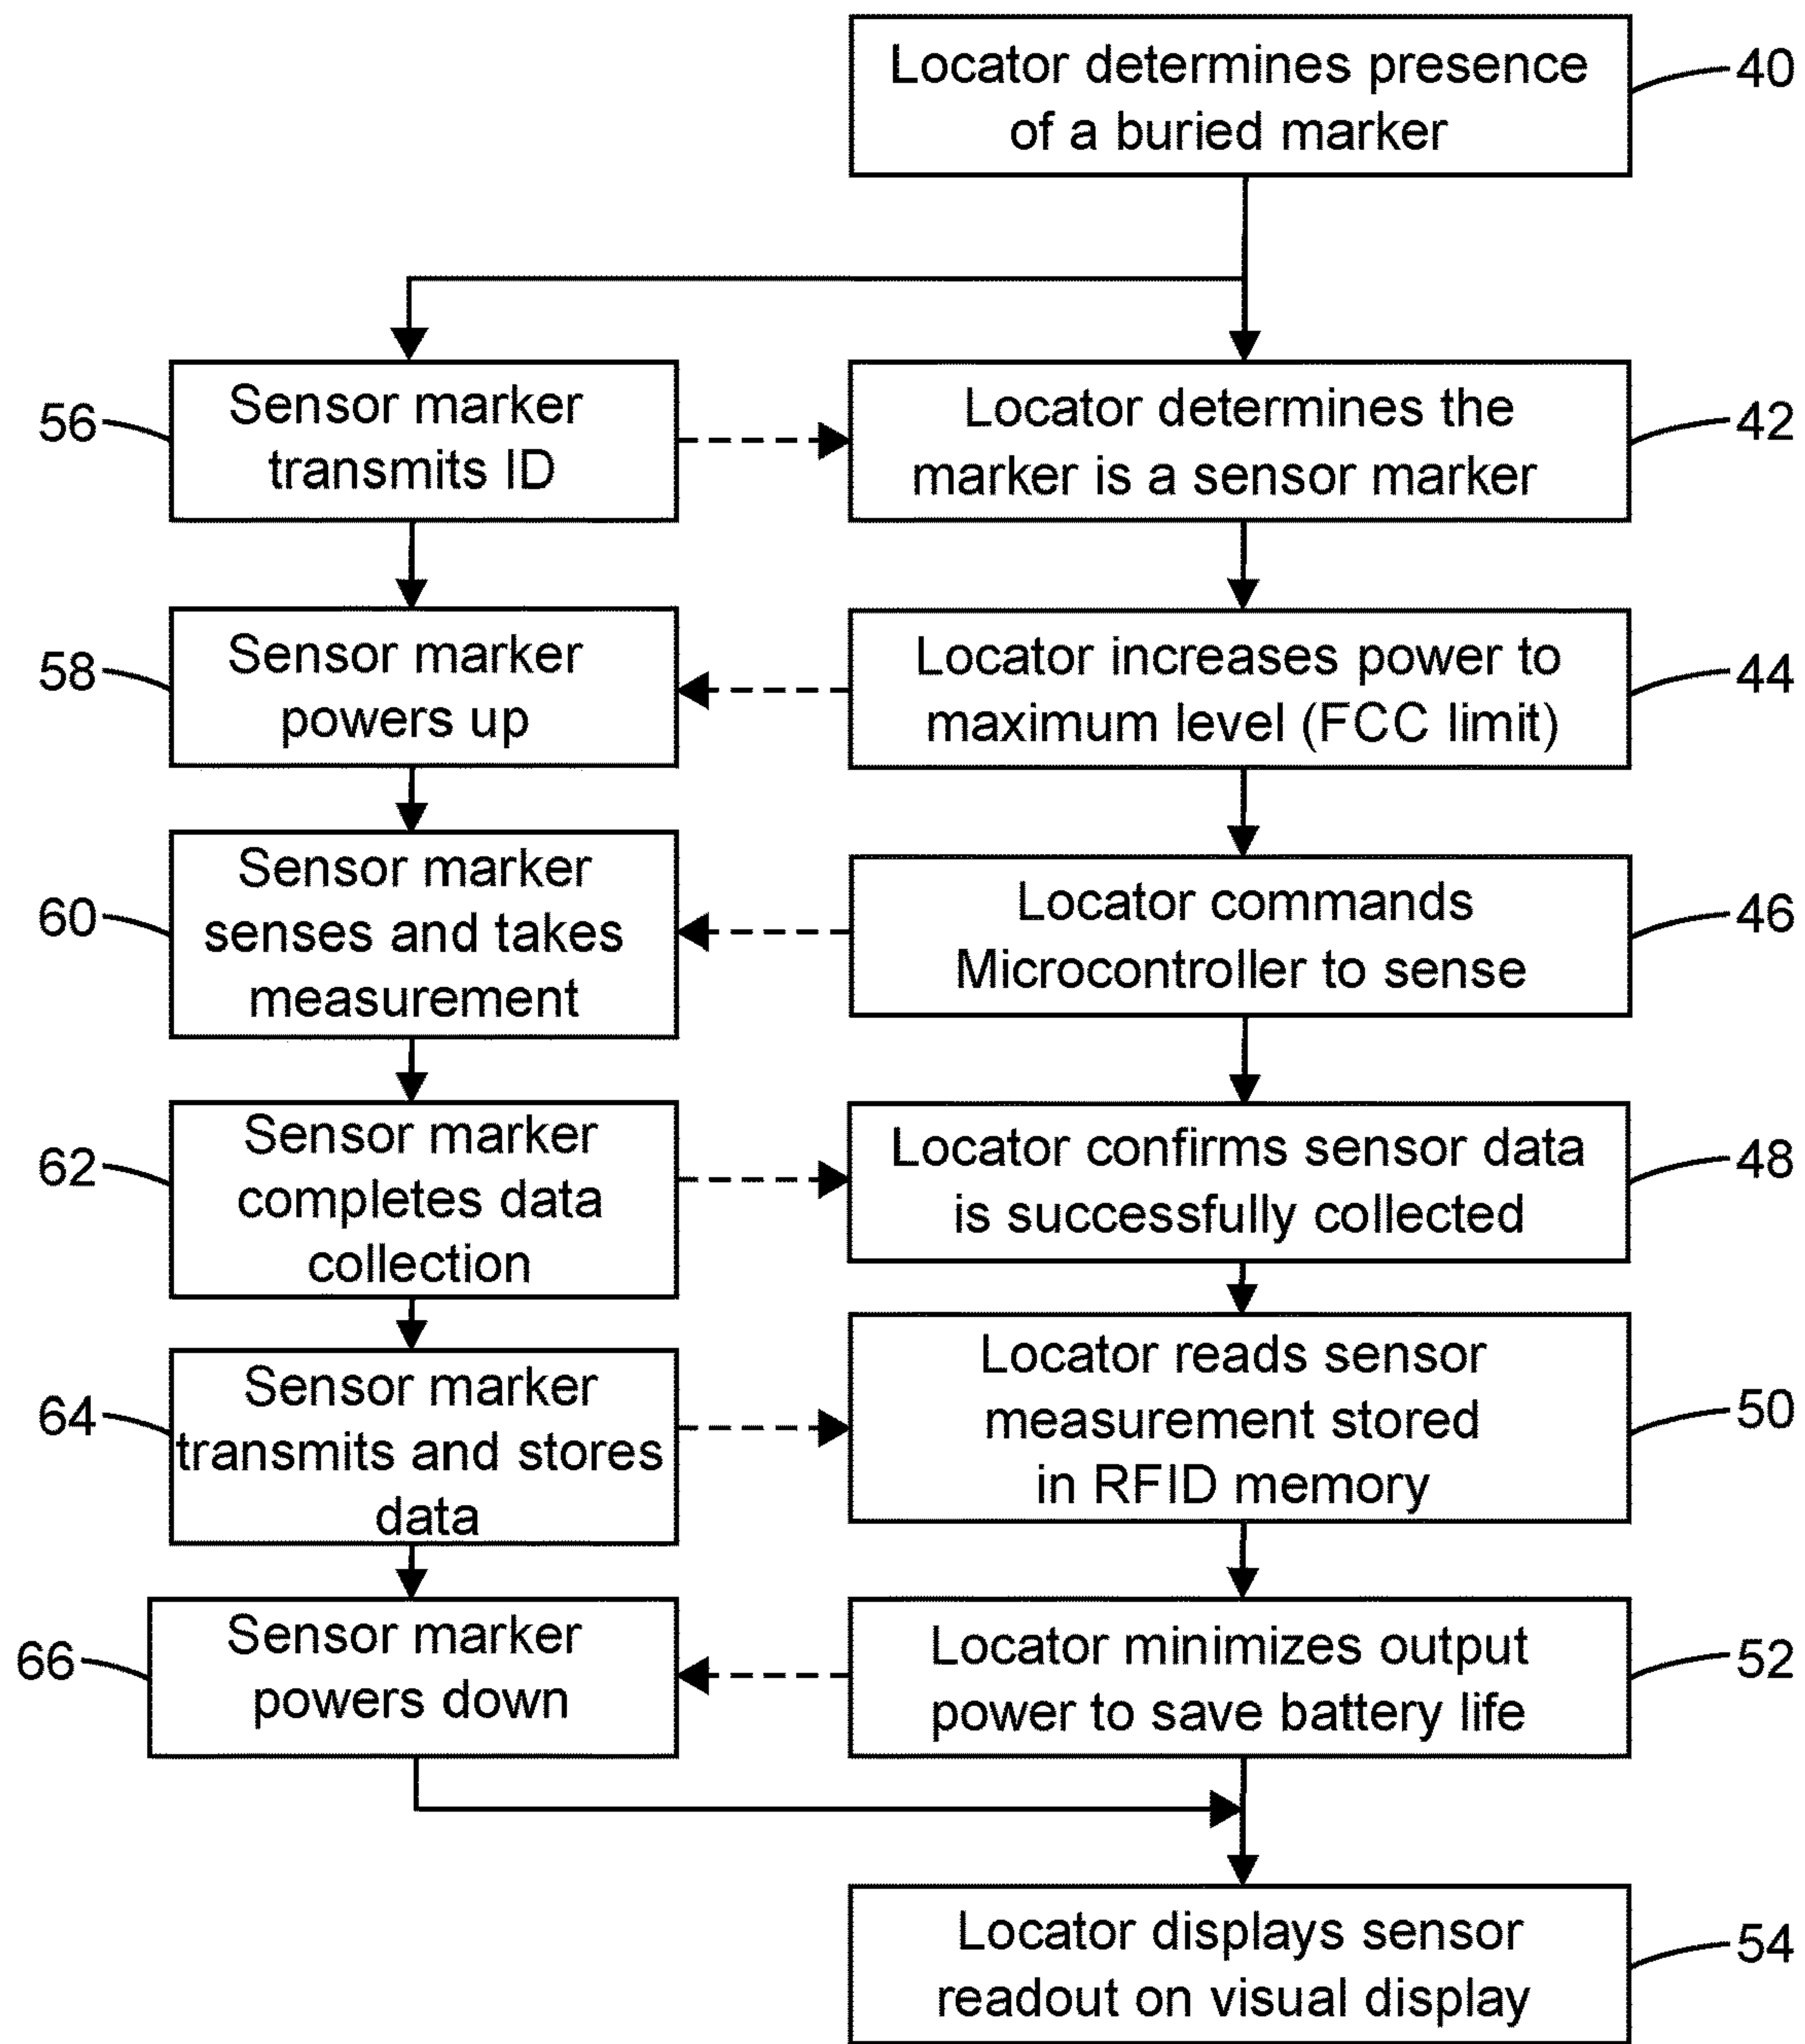 Locator determines presence
of a buried marker
40
56
Sensor marker
transmits ID
Locator determines the
marker is a sensor marker
42
58
Sensor marker
powers up
Locator increases power to
maximum level (FCC limit)
44
60
Sensor marker
senses and takes
measurement
Locator commands
Microcontroller to sense
46
62
Sensor marker
completes data
collection
Locator confirms sensor data
is successfully collected
48
64
Sensor marker
transmits and stores
data
Locator reads sensor
measurement stored
in RFID memory
50
66
Sensor marker
powers down
Locator minimizes output
power to save battery life
52
Locator displays sensor
readout on visual display
54